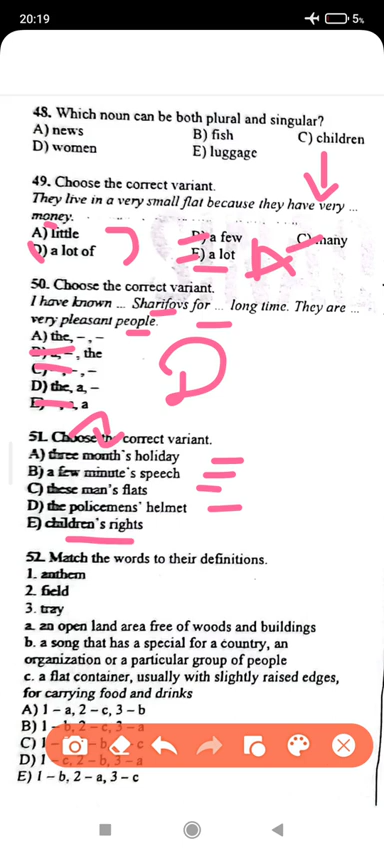 20:19
5%
48. Which noun can be both plural and singular?
A) news B) fish C) children
D) women E) luggage
49. Choose the correct variant.
They live in a very small flat because they have very ...
money.
A) little B) a few C) many
D) a lot of E) a lot
50. Choose the correct variant.
I have known ... Sharifovs for ... long time. They are ...
very pleasant people.
A) the, –, –
–, the
C) –, –
D) the, a, –
E) a
D
51. Choose the correct variant.
A) three month`s holiday
B) a few minute`s speech
C) these man's flats
D) the policemens' helmet
E) children`s rights
52. Match the words to their definitions.
1. anthem
2. field
3. tray
a. an open land area free of woods and buildings
b. a song that has a special for a country, an
organization or a particular group of people
c. a flat container, usually with slightly raised edges,
for carrying food and drinks
A) 1 – a, 2 – c, 3 – b
B) 1 – b, 2 – c, 3 – a
C) 1 b c
D) 1 – c, 2 – b, 3 – a
E) 1 – b, 2 – a, 3 – c